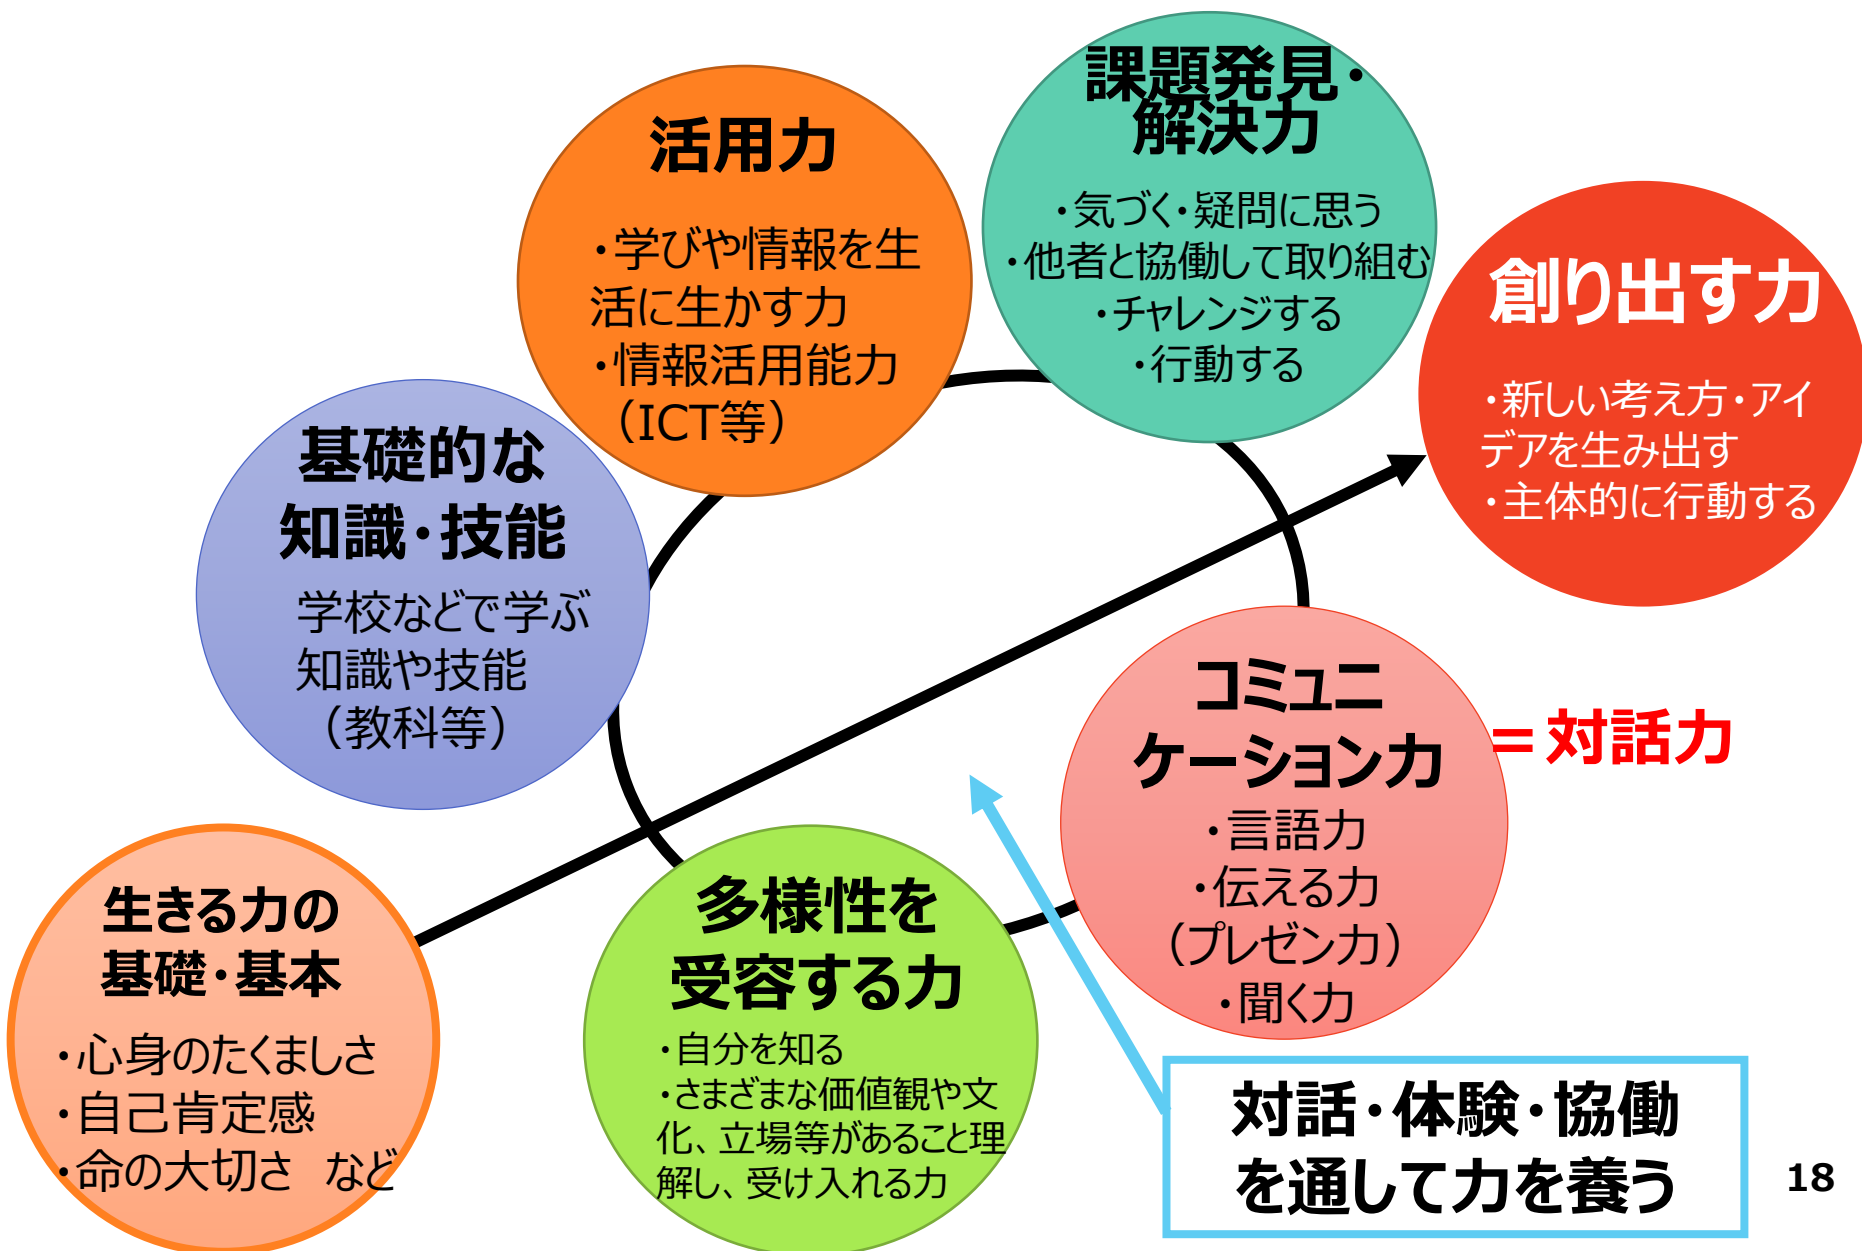 課題発見・
解決力
・気づく・疑問に思う
・他者と協働して取り組む
・チャレンジする
・行動する
活用力
・学びや情報を生
活に生かす力
・情報活用能力
（ICT等）
創り出す力
・新しい考え方・アイ
デアを生み出す
・主体的に行動する
基礎的な
知識・技能
学校などで学ぶ
知識や技能
（教科等）
コミュニ
ケーション力
・言語力
・伝える力
（プレゼン力）
・聞く力
＝対話力
生きる力の
基礎・基本
・心身のたくましさ
・自己肯定感
・命の大切さ　など
多様性を
受容する力
・自分を知る
・さまざまな価値観や文
化、立場等があること理
解し、受け入れる力
対話・体験・協働
を通して力を養う
18